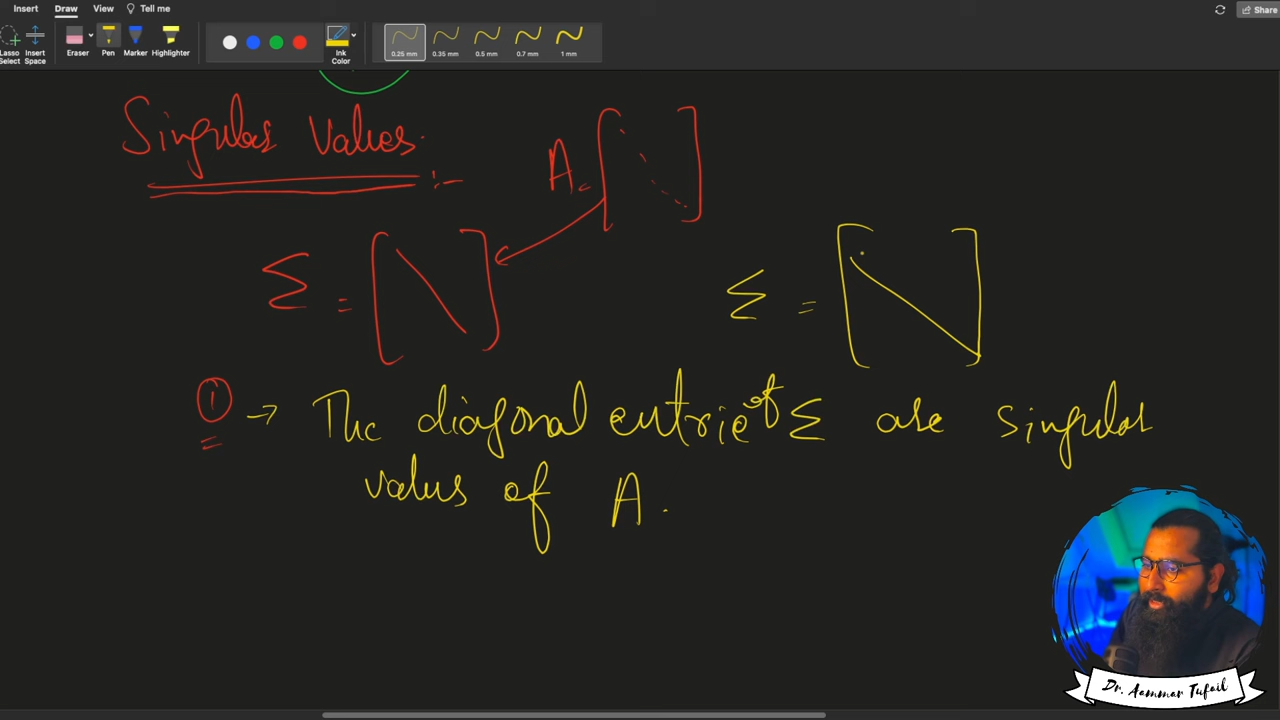 Insert Draw View Tell me Share
Lasso Select Insert Space Eraser Pen Marker Highlighter Ink Color 0.25 mm 0.35 mm 0.5 mm 0.7 mm 1 mm
Singular Values :-
A = [ ]
Σ = [ ]
Σ = [ ]
① → The diagonal entrie of Σ are singular
values of A.
Dr. Aammar Tufail